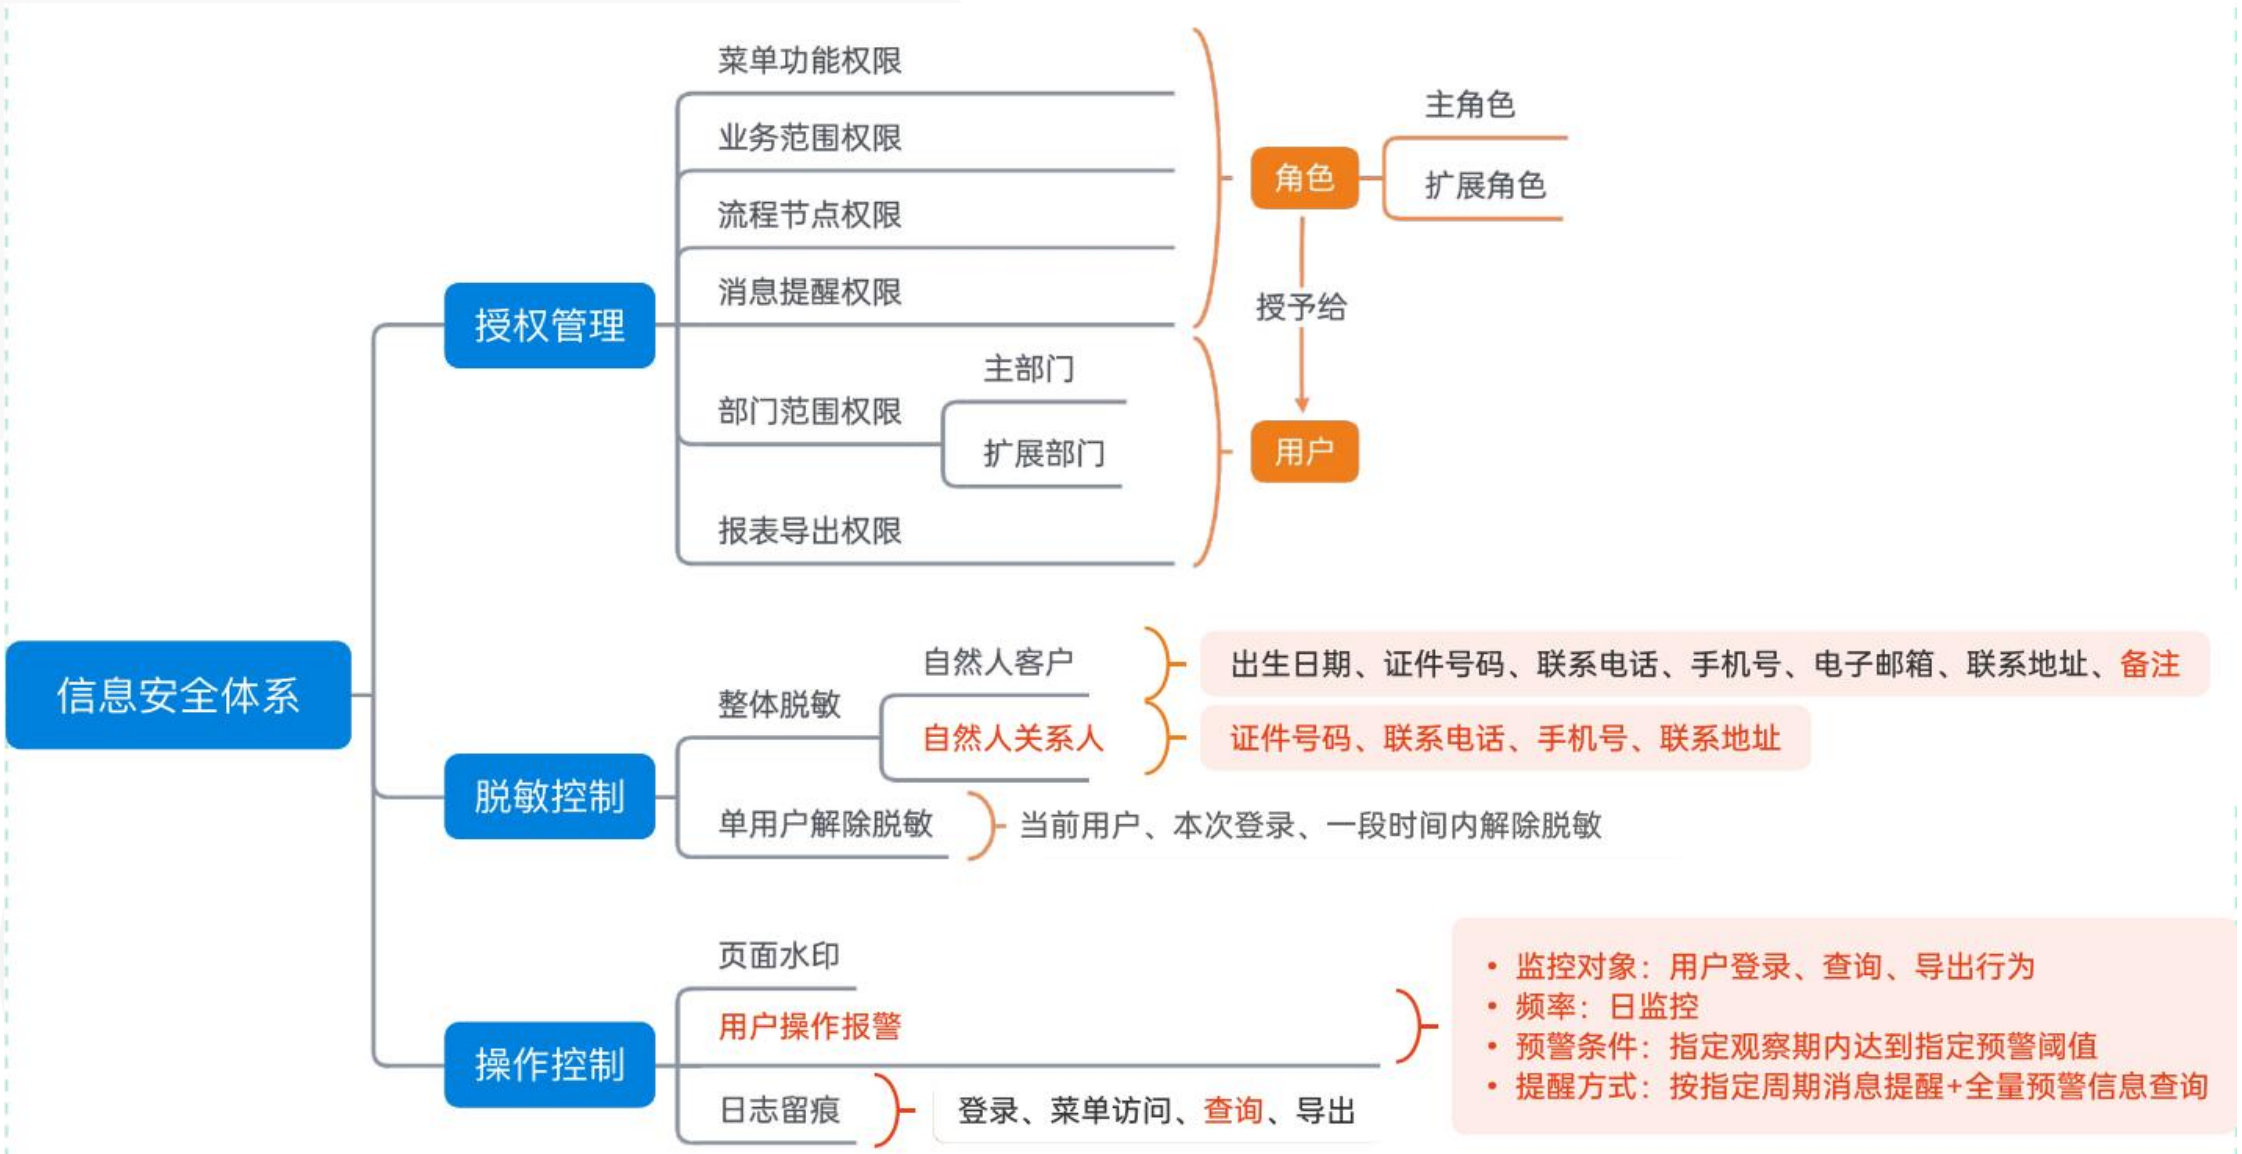 信息安全体系
授权管理
菜单功能权限
业务范围权限
流程节点权限
消息提醒权限
部门范围权限
主部门
扩展部门
报表导出权限
角色
主角色
扩展角色
授予给
用户
脱敏控制
整体脱敏
自然人客户
出生日期、证件号码、联系电话、手机号、电子邮箱、联系地址、备注
自然人关系人
证件号码、联系电话、手机号、联系地址
单用户解除脱敏
当前用户、本次登录、一段时间内解除脱敏
操作控制
页面水印
用户操作报警
• 监控对象：用户登录、查询、导出行为
• 频率：日监控
• 预警条件：指定观察期内达到指定预警阈值
• 提醒方式：按指定周期消息提醒+全量预警信息查询
日志留痕
登录、菜单访问、查询、导出